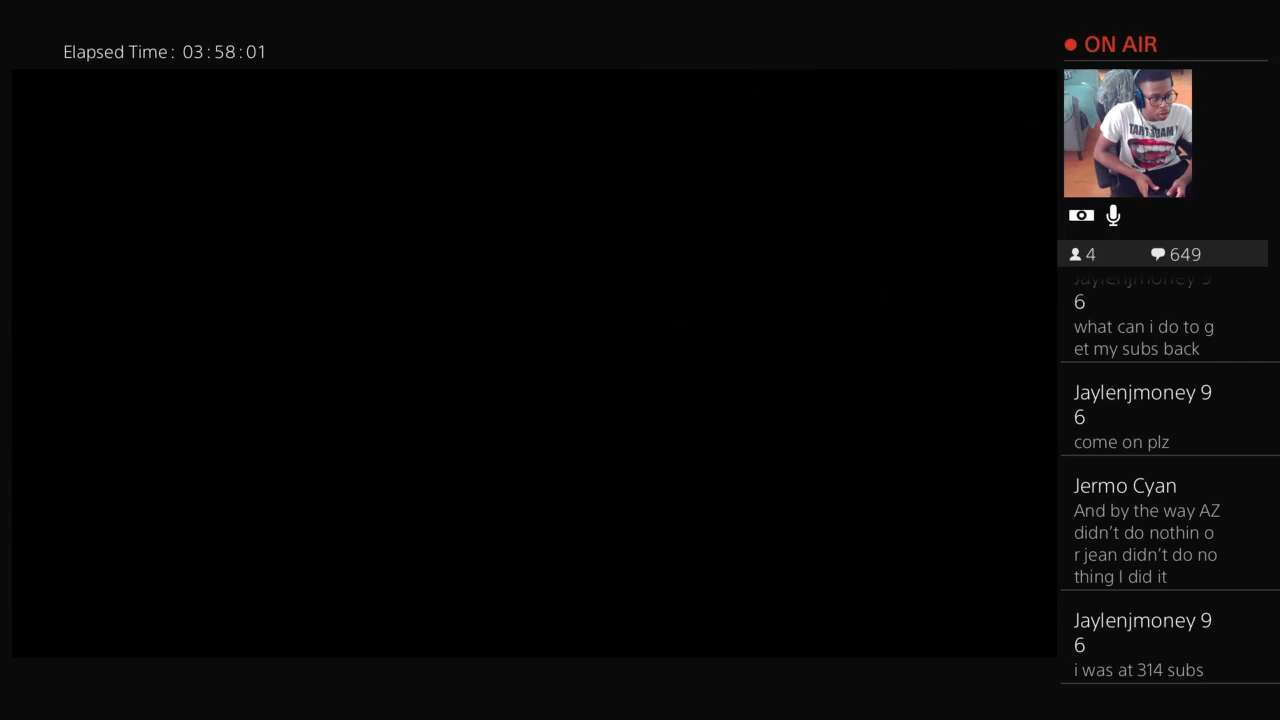 Elapsed Time: 03:58:01
ON AIR
4 649
Jaylenjmoney 9
6
what can i do to g
et my subs back
Jaylenjmoney 9
6
come on plz
Jermo Cyan
And by the way AZ
didn't do nothin o
r jean didn't do no
thing I did it
Jaylenjmoney 9
6
i was at 314 subs